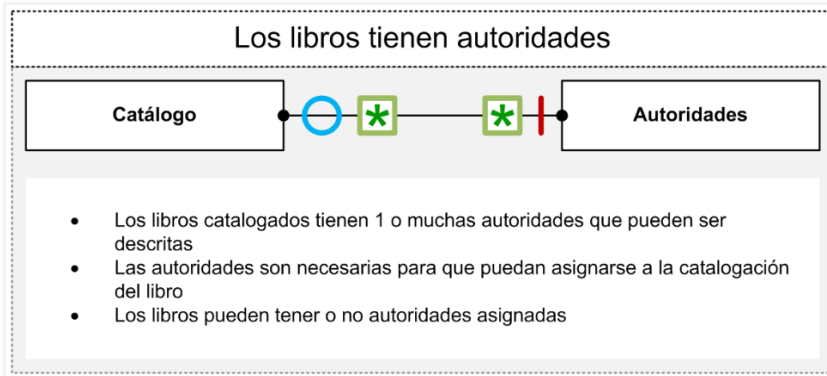 Los libros tienen autoridades
Catálogo
* *
Autoridades
• Los libros catalogados tienen 1 o muchas autoridades que pueden ser
descritas
• Las autoridades son necesarias para que puedan asignarse a la catalogación
del libro
• Los libros pueden tener o no autoridades asignadas